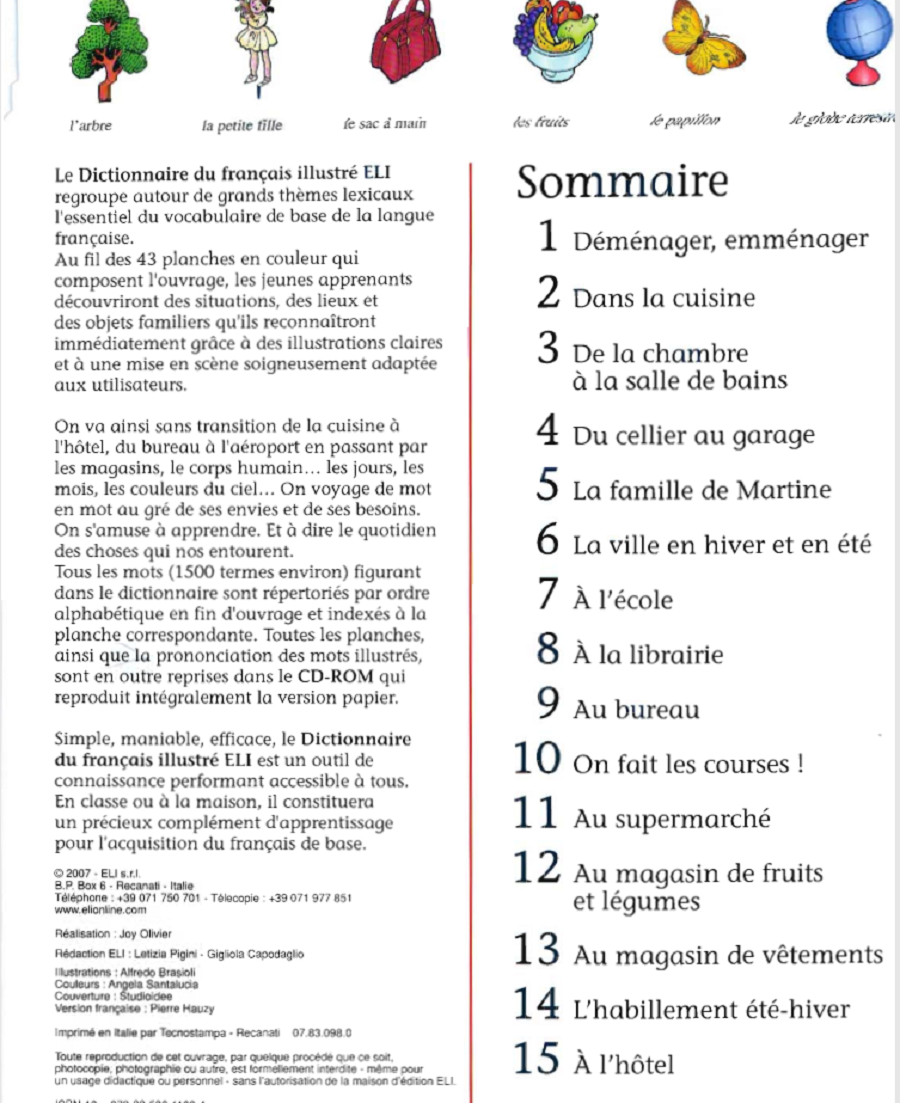 l'arbre
la petite fille
le sac à main
les fruits
le papillon
le globe
Le Dictionnaire du français illustré ELI
regroupe autour de grands thèmes lexicaux
l'essentiel du vocabulaire de base de la langue
française.
Au fil des 43 planches en couleur qui
composent l'ouvrage, les jeunes apprenants
découvriront des situations, des lieux et
des objets familiers qu'ils reconnaîtront
immédiatement grâce à des illustrations claires
et à une mise en scène soigneusement adaptée
aux utilisateurs.
On va ainsi sans transition de la cuisine à
l'hôtel, du bureau à l'aéroport en passant par
les magasins, le corps humain... les jours, les
mois, les couleurs du ciel... On voyage de mot
en mot au gré de ses envies et de ses besoins.
On s'amuse à apprendre. Et à dire le quotidien
des choses qui nos entourent.
Tous les mots (1500 termes environ) figurant
dans le dictionnaire sont répertoriés par ordre
alphabétique en fin d'ouvrage et indexés à la
planche correspondante. Toutes les planches,
ainsi que la prononciation des mots illustrés,
sont en outre reprises dans le CD-ROM qui
reproduit intégralement la version papier.
Simple, maniable, efficace, le Dictionnaire
du français illustré ELI est un outil de
connaissance performant accessible à tous.
En classe ou à la maison, il constituera
un précieux complément d'apprentissage
pour l'acquisition du français de base.
© 2007 - ELI s.r.l.
B.P. Box 6 - Recanati - Italie
Téléphone : +39 071 750 701 - Télécopie : +39 071 977 851
www.elionline.com
Réalisation : Joy Olivier
Rédaction ELI : Letizia Pigini - Gigliola Capodaglio
Illustrations : Alfredo Brasioli
Couleurs : Angela Santalucia
Couverture : Studioidee
Version française : Pierre Hauzy
Imprimé en Italie par Tecnostampa - Recanati 07.83.098.0
Toute reproduction de cet ouvrage, par quelque procédé que ce soit,
photocopie, photographie ou autre, est formellement interdite - même pour
un usage didactique ou personnel - sans l'autorisation de la maison d'édition ELI.
Sommaire
1 Déménager, emménager
2 Dans la cuisine
3 De la chambre
à la salle de bains
4 Du cellier au garage
5 La famille de Martine
6 La ville en hiver et en été
7 À l'école
8 À la librairie
9 Au bureau
10 On fait les courses !
11 Au supermarché
12 Au magasin de fruits
et légumes
13 Au magasin de vêtements
14 L'habillement été-hiver
15 À l'hôtel